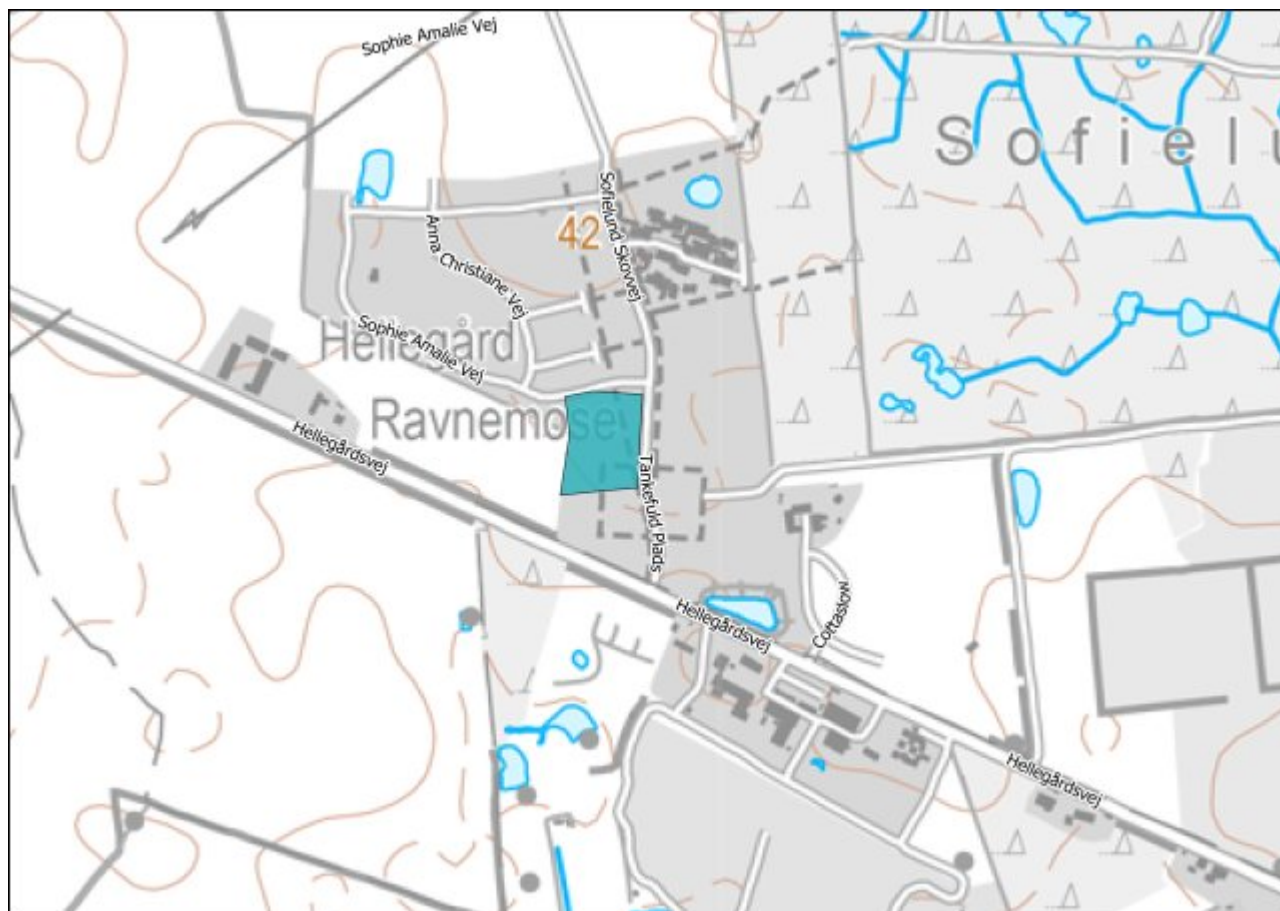 Sophie Amalie Vej
Sofielu
Sofielund Skovvej
42
Anna Christiane Vej
Hellegård
Sophie Amalie Vej
Ravnemose
Hellegårdsvej
Tankefuld Plads
Hellegårdsvej
Cottaslow
Hellegårdsvej